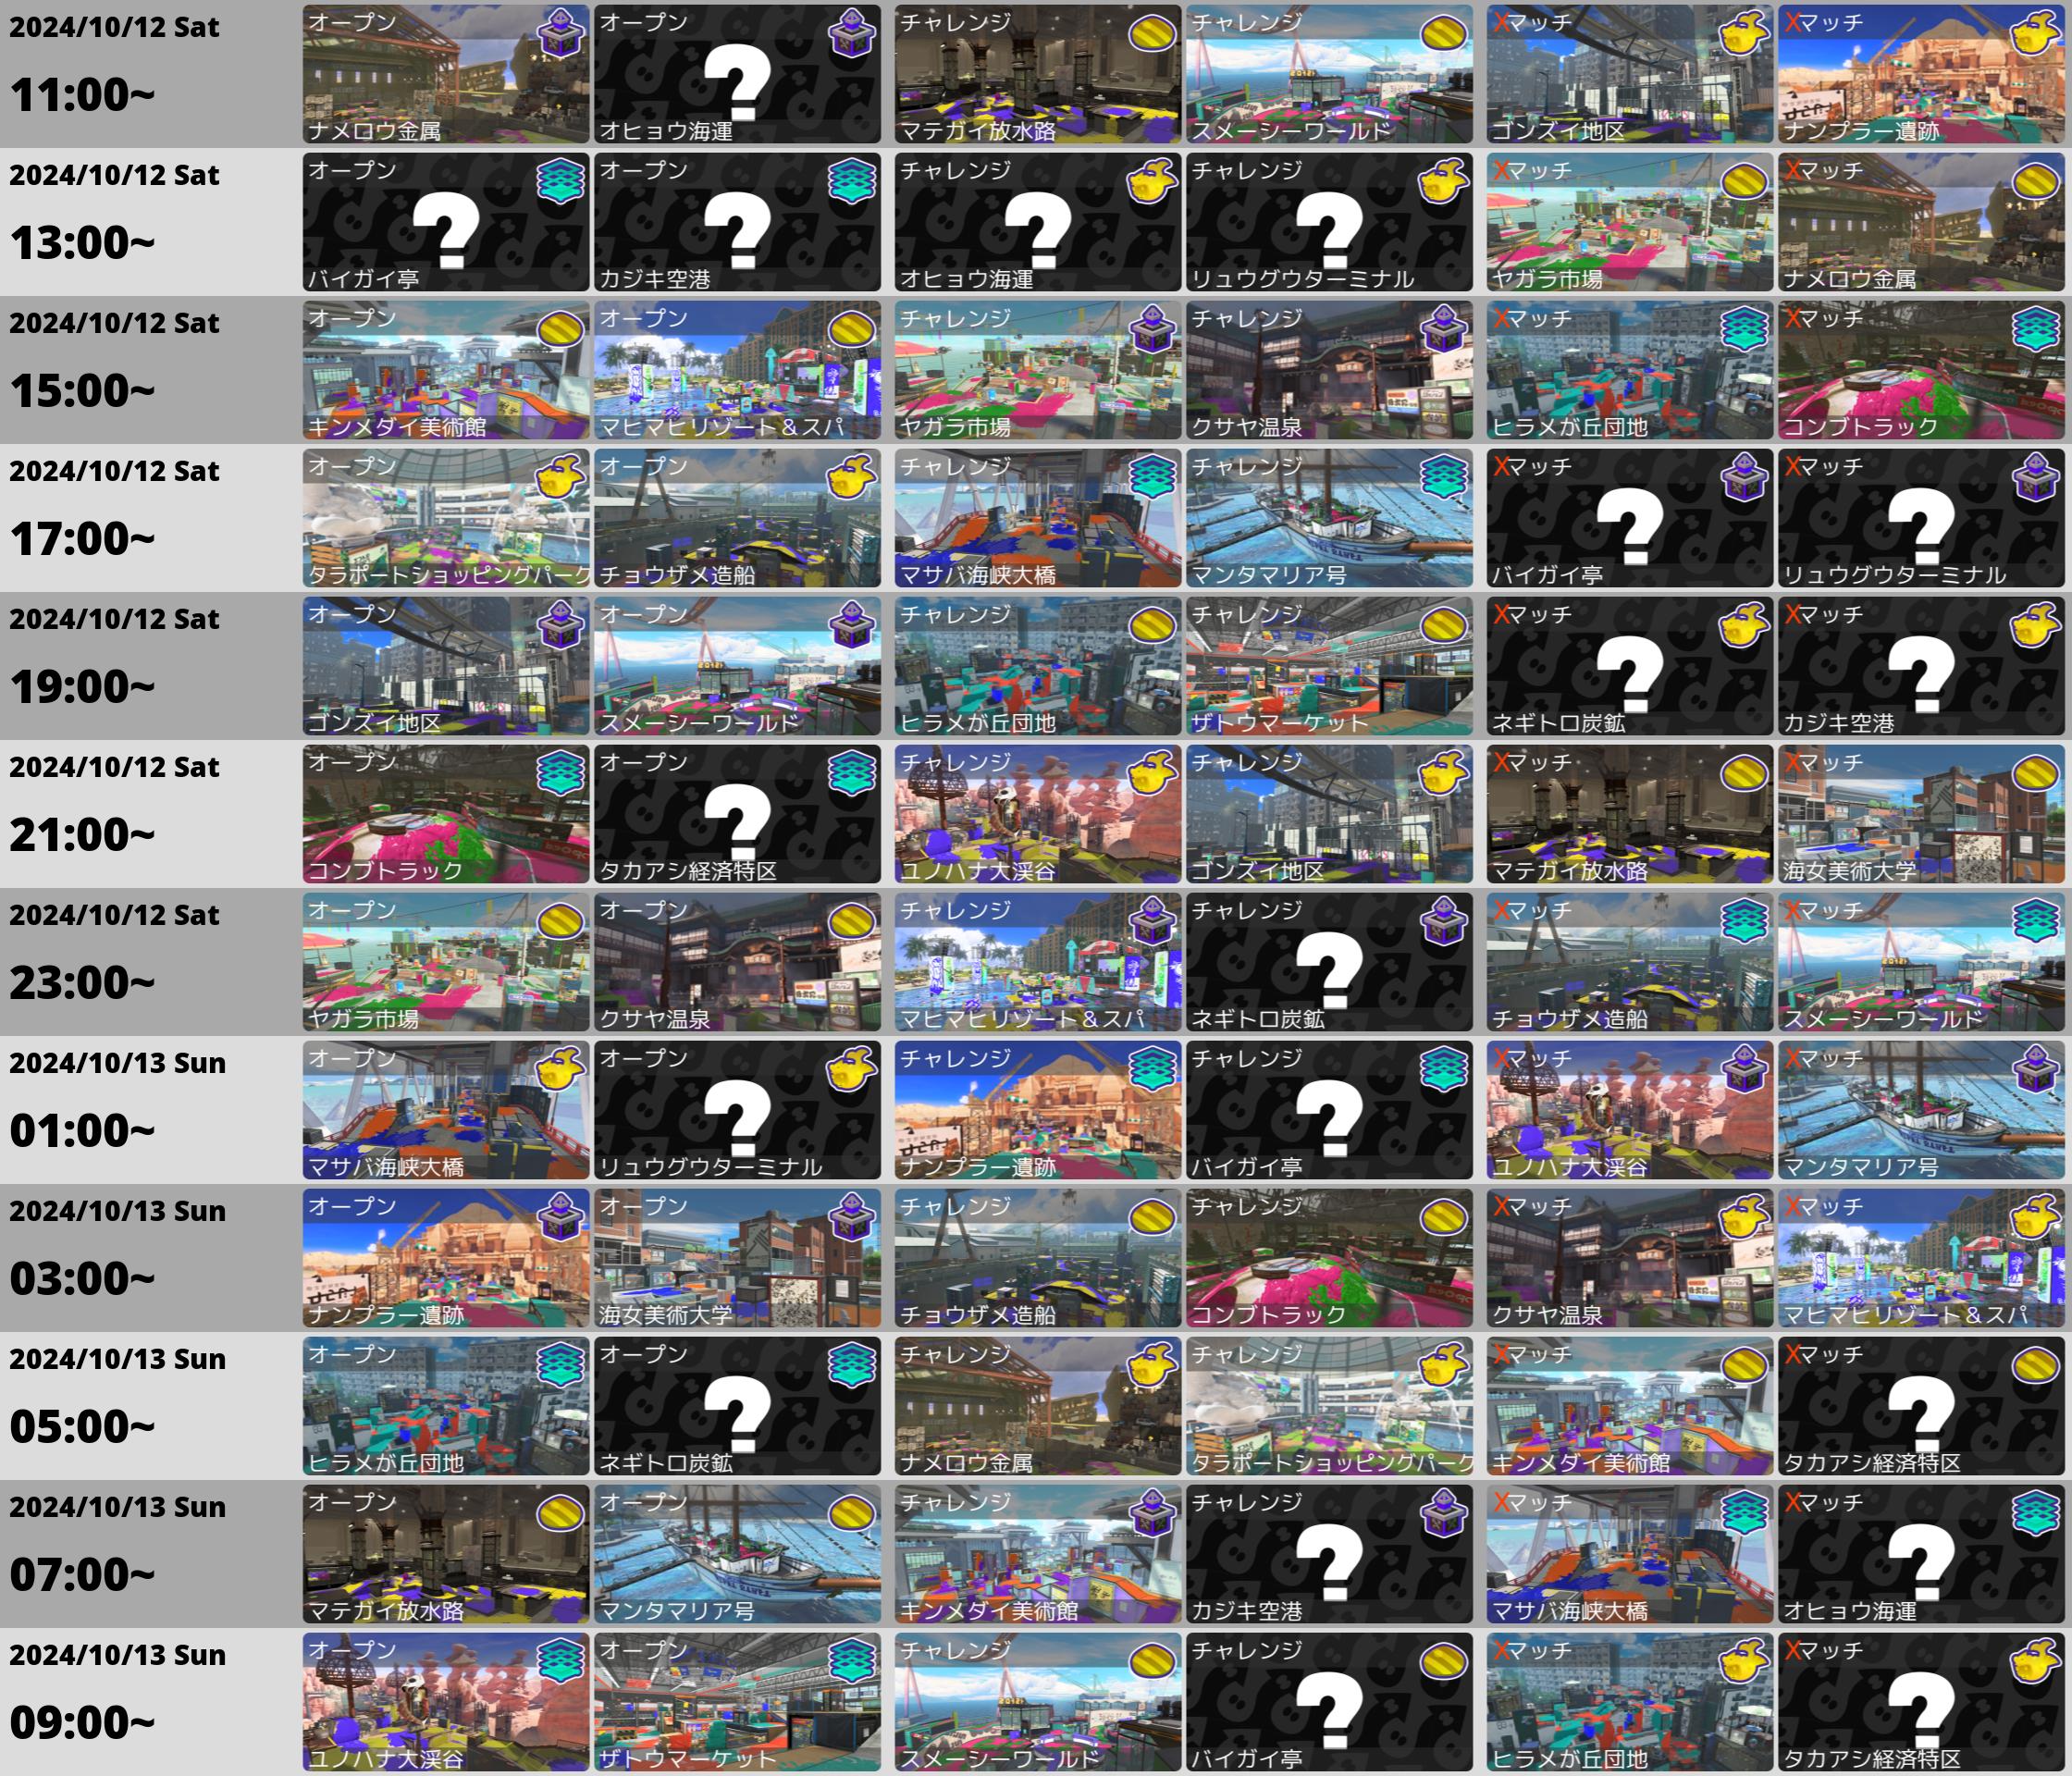 2024/10/12 Sat
11:00~
オープン
ナメロウ金属
オープン
オヒョウ海運
チャレンジ
マテガイ放水路
チャレンジ
スメーシーワールド
Xマッチ
ゴンズイ地区
Xマッチ
ナンプラー遺跡
2024/10/12 Sat
13:00~
オープン
バイガイ亭
オープン
カジキ空港
チャレンジ
オヒョウ海運
チャレンジ
リュウグウターミナル
Xマッチ
ヤガラ市場
Xマッチ
ナメロウ金属
2024/10/12 Sat
15:00~
オープン
キンメダイ美術館
オープン
マヒマヒリゾート＆スパ
チャレンジ
ヤガラ市場
チャレンジ
クサヤ温泉
Xマッチ
ヒラメが丘団地
Xマッチ
コンブトラック
2024/10/12 Sat
17:00~
オープン
タラポートショッピングパーク
オープン
チョウザメ造船
チャレンジ
マサバ海峡大橋
チャレンジ
マンタマリア号
Xマッチ
バイガイ亭
Xマッチ
リュウグウターミナル
2024/10/12 Sat
19:00~
オープン
ゴンズイ地区
オープン
スメーシーワールド
チャレンジ
ヒラメが丘団地
チャレンジ
ザトウマーケット
Xマッチ
ネギトロ炭鉱
Xマッチ
カジキ空港
2024/10/12 Sat
21:00~
オープン
コンブトラック
オープン
タカアシ経済特区
チャレンジ
ユノハナ大渓谷
チャレンジ
ゴンズイ地区
Xマッチ
マテガイ放水路
Xマッチ
海女美術大学
2024/10/12 Sat
23:00~
オープン
ヤガラ市場
オープン
クサヤ温泉
チャレンジ
マヒマヒリゾート＆スパ
チャレンジ
ネギトロ炭鉱
Xマッチ
チョウザメ造船
Xマッチ
スメーシーワールド
2024/10/13 Sun
01:00~
オープン
マサバ海峡大橋
オープン
リュウグウターミナル
チャレンジ
ナンプラー遺跡
チャレンジ
バイガイ亭
Xマッチ
ユノハナ大渓谷
Xマッチ
マンタマリア号
2024/10/13 Sun
03:00~
オープン
ナンプラー遺跡
オープン
海女美術大学
チャレンジ
チョウザメ造船
チャレンジ
コンブトラック
Xマッチ
クサヤ温泉
Xマッチ
マヒマヒリゾート＆スパ
2024/10/13 Sun
05:00~
オープン
ヒラメが丘団地
オープン
ネギトロ炭鉱
チャレンジ
ナメロウ金属
チャレンジ
タラポートショッピングパーク
Xマッチ
キンメダイ美術館
Xマッチ
タカアシ経済特区
2024/10/13 Sun
07:00~
オープン
マテガイ放水路
オープン
マンタマリア号
チャレンジ
キンメダイ美術館
チャレンジ
カジキ空港
Xマッチ
マサバ海峡大橋
Xマッチ
オヒョウ海運
2024/10/13 Sun
09:00~
オープン
ユノハナ大渓谷
オープン
ザトウマーケット
チャレンジ
スメーシーワールド
チャレンジ
バイガイ亭
Xマッチ
ヒラメが丘団地
Xマッチ
タカアシ経済特区